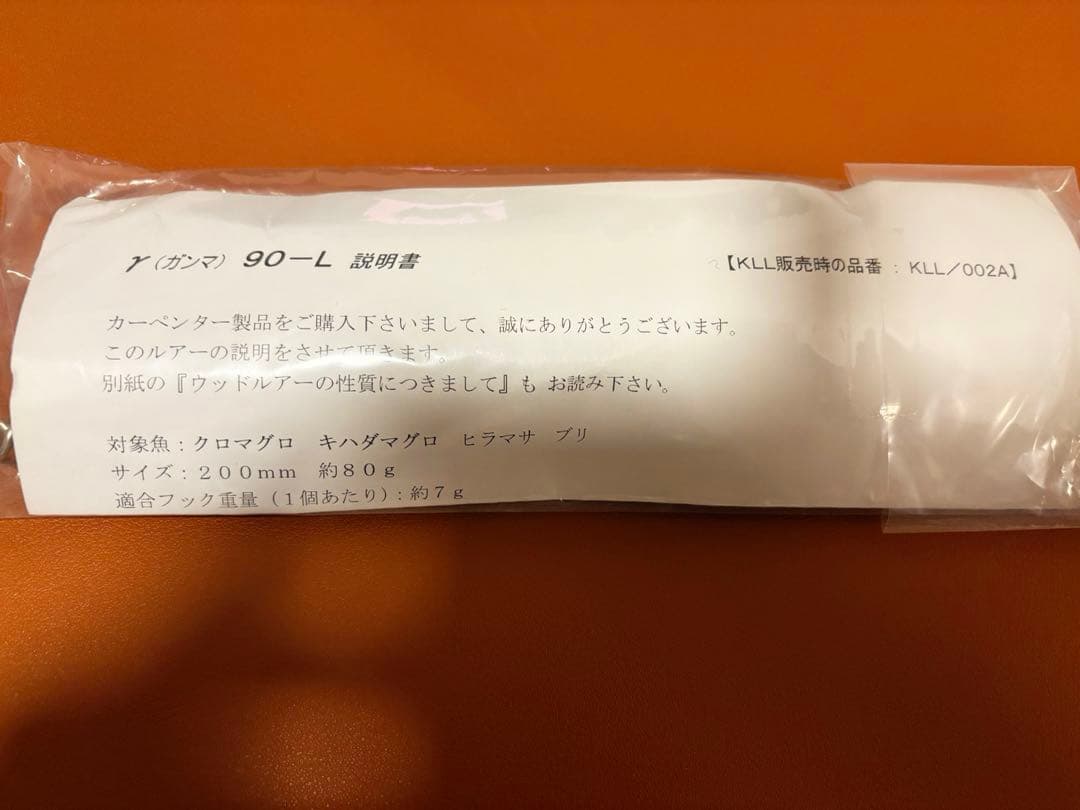 γ（ガンマ） 90－L 説明書
【KLL販売時の品番 : KLL／002A】
カーペンター製品をご購入下さいまして、誠にありがとうございます。
このルアーの説明をさせて頂きます。
別紙の『ウッドルアーの性質につきまして』も お読み下さい。
対象魚：クロマグロ　キハダマグロ　ヒラマサ　ブリ
サイズ：２００ｍｍ　約８０ｇ
適合フック重量（１個あたり）：約７ｇ